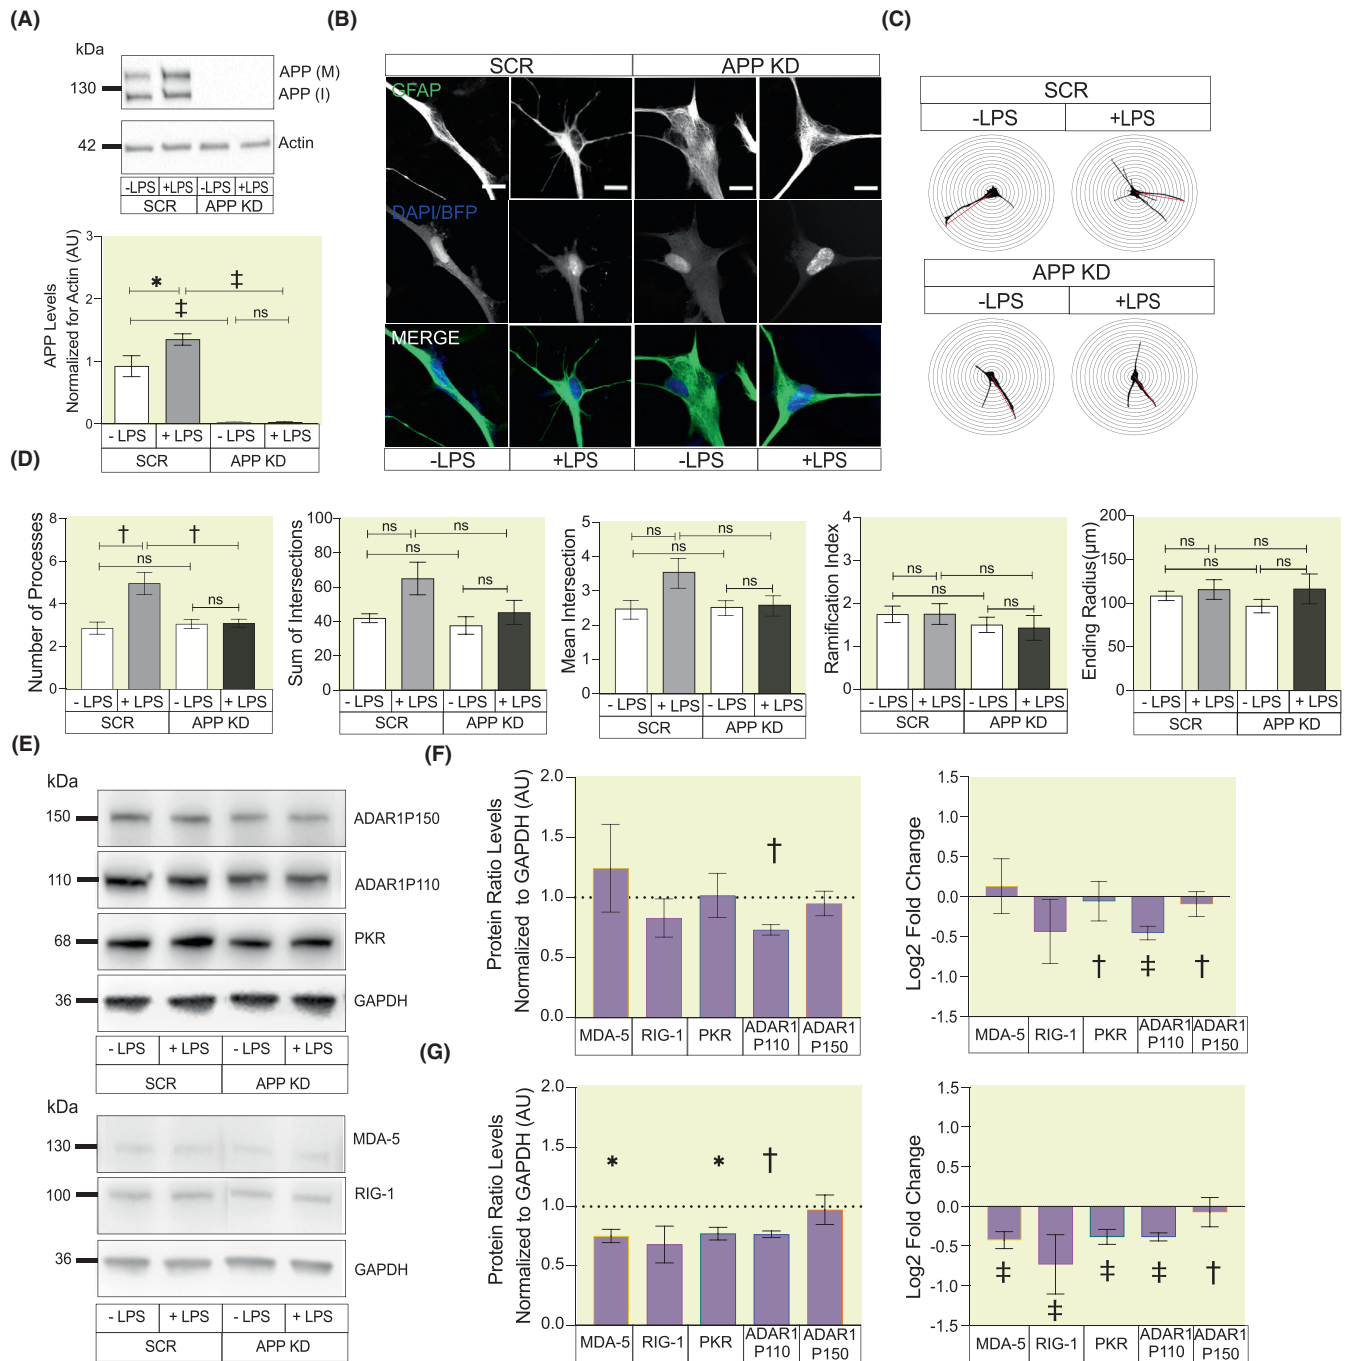 (A)
kDa
130
APP (M)
APP (I)
42
Actin
-LPS +LPS -LPS +LPS
SCR APP KD
APP Levels
Normalized for Actin (AU)
3
2
1
0
*
‡
‡
ns
- LPS + LPS - LPS + LPS
SCR APP KD
(B)
SCR APP KD
GFAP
DAPI/BFP
MERGE
-LPS +LPS -LPS +LPS
(C)
SCR
-LPS +LPS
APP KD
-LPS +LPS
(D)
Number of Processes
8
6
4
2
0
†
†
ns
ns
- LPS + LPS - LPS + LPS
SCR APP KD
Sum of Intersections
100
80
60
40
20
0
ns
ns
ns
ns
- LPS + LPS - LPS + LPS
SCR APP KD
Mean Intersection
5
4
3
2
1
0
ns
ns
ns
ns
- LPS + LPS - LPS + LPS
SCR APP KD
Ramification Index
4
3
2
1
0
ns
ns
ns
ns
- LPS + LPS - LPS + LPS
SCR APP KD
Ending Radius(µm)
200
150
100
50
0
ns
ns
ns
ns
- LPS + LPS - LPS + LPS
SCR APP KD
(E)
kDa
150
ADAR1P150
110
ADAR1P110
68
PKR
36
GAPDH
- LPS + LPS - LPS + LPS
SCR APP KD
kDa
130
MDA-5
100
RIG-1
36
GAPDH
- LPS + LPS - LPS + LPS
SCR APP KD
(F)
Protein Ratio Levels
Normalized to GAPDH (AU)
2.0
1.5
1.0
0.5
0.0
†
MDA-5 RIG-1 PKR ADAR1 P110 ADAR1 P150
Log2 Fold Change
1.5
1.0
0.5
0.0
-0.5
-1.0
-1.5
† ‡ †
MDA-5 RIG-1 PKR ADAR1 P110 ADAR1 P150
(G)
Protein Ratio Levels
Normalized to GAPDH (AU)
2.0
1.5
1.0
0.5
0.0
* * †
MDA-5 RIG-1 PKR ADAR1 P110 ADAR1 P150
Log2 Fold Change
1.5
1.0
0.5
0.0
-0.5
-1.0
-1.5
‡ ‡ ‡ ‡ †
MDA-5 RIG-1 PKR ADAR1 P110 ADAR1 P150